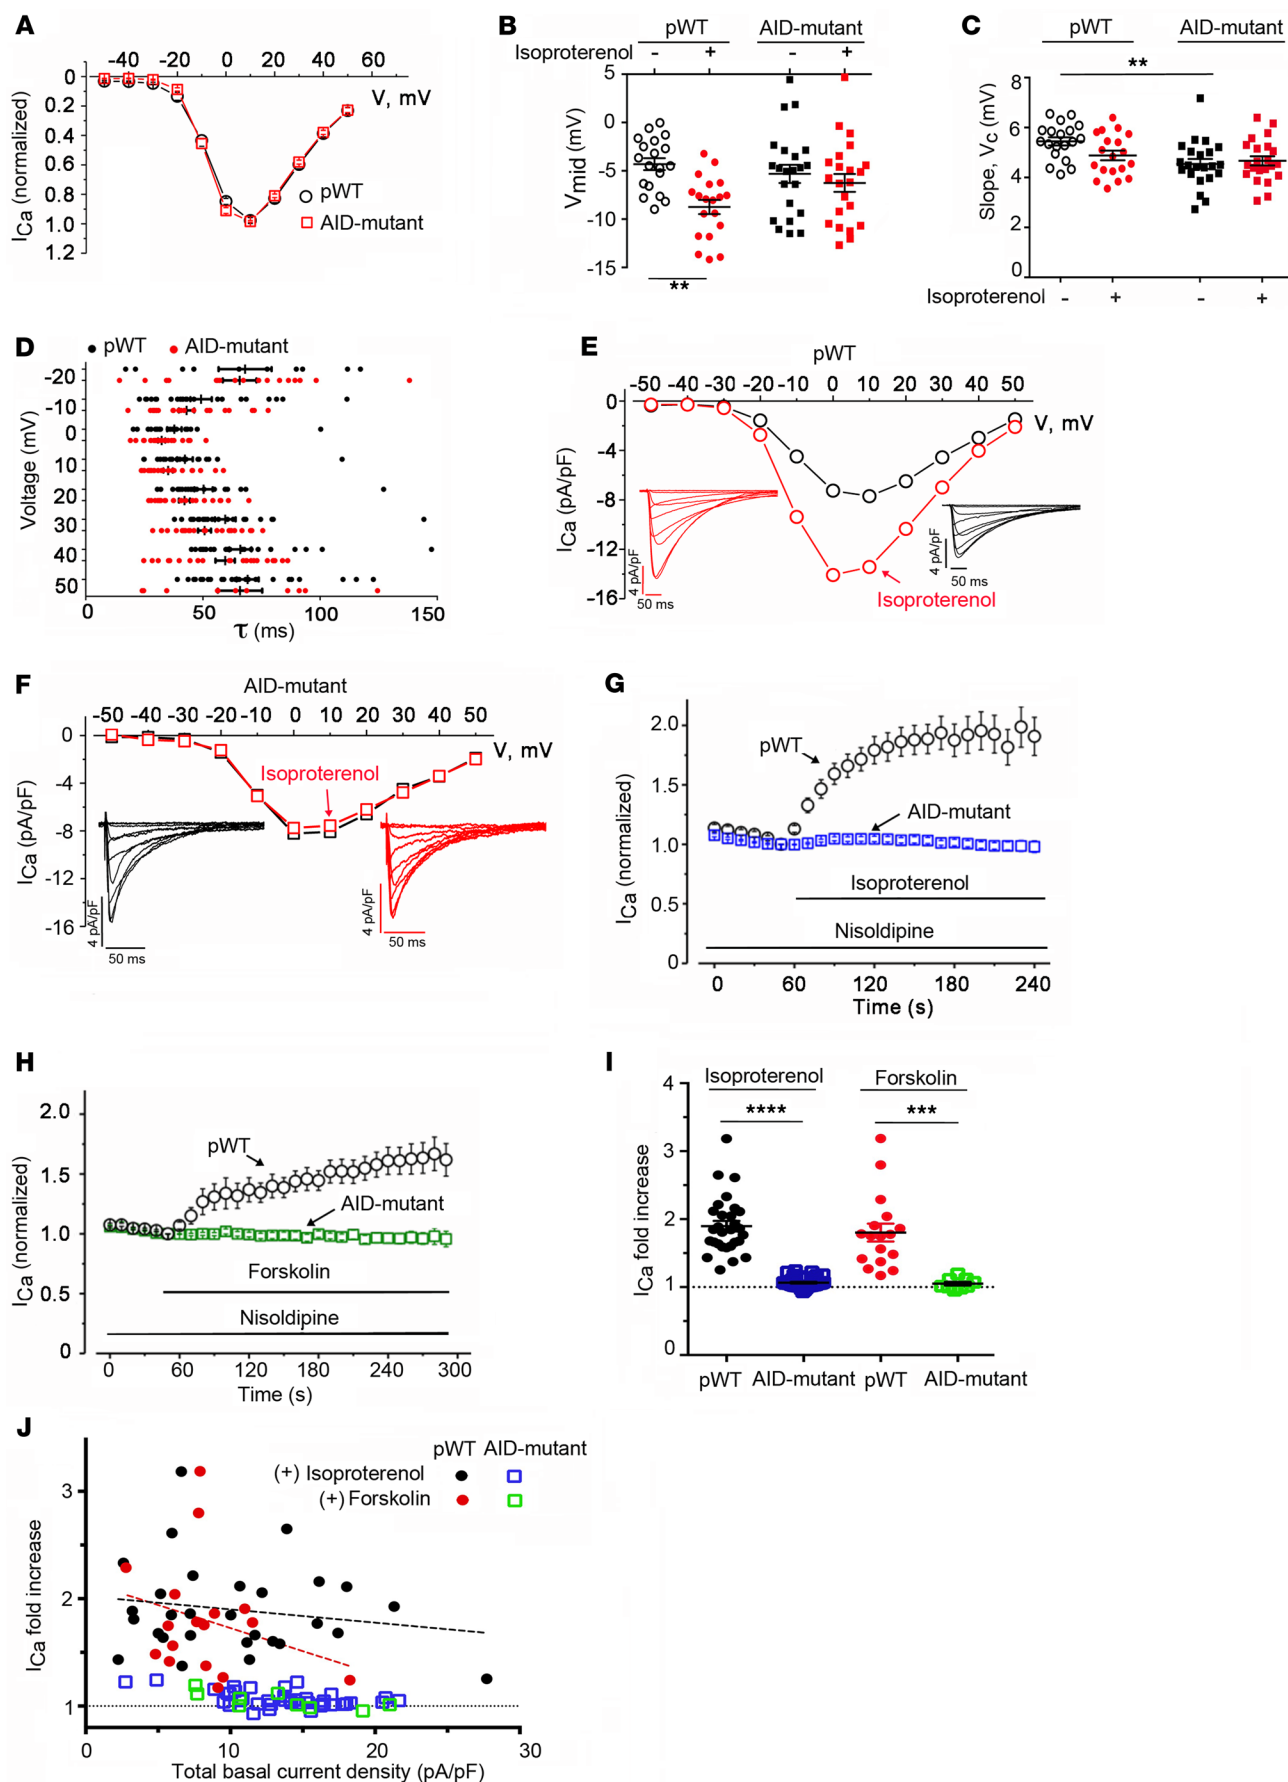 A
-40 -20 0 20 40 60
V, mV
0
0.2
0.4
0.6
0.8
1.0
1.2
ICa (normalized)
pWT
AID-mutant
B
pWT AID-mutant
Isoproterenol - + - +
5
0
-5
-10
-15
Vmid (mV)
**
C
pWT AID-mutant
**
8
6
4
2
0
Slope, Vc (mV)
Isoproterenol - + - +
D
pWT AID-mutant
-20
-10
0
10
20
30
40
50
Voltage (mV)
0 50 100 150
τ (ms)
E
pWT
-50 -40 -30 -20 -10 0 10 20 30 40 50
V, mV
0
-4
-8
-12
-16
ICa (pA/pF)
4 pA/pF
50 ms
4 pA/pF
50 ms
Isoproterenol
F
AID-mutant
-50 -40 -30 -20 -10 0 10 20 30 40 50
V, mV
0
-4
-8
-12
-16
ICa (pA/pF)
Isoproterenol
4 pA/pF
50 ms
4 pA/pF
50 ms
G
2.0
1.5
1.0
0.5
0
ICa (normalized)
pWT
AID-mutant
Isoproterenol
Nisoldipine
0 60 120 180 240
Time (s)
H
2.0
1.5
1.0
0.5
0
ICa (normalized)
pWT
AID-mutant
Forskolin
Nisoldipine
0 60 120 180 240 300
Time (s)
I
Isoproterenol Forskolin
**** ***
4
3
2
1
0
ICa fold increase
pWT AID-mutant pWT AID-mutant
J
pWT AID-mutant
(+) Isoproterenol
(+) Forskolin
3
2
1
ICa fold increase
0 10 20 30
Total basal current density (pA/pF)